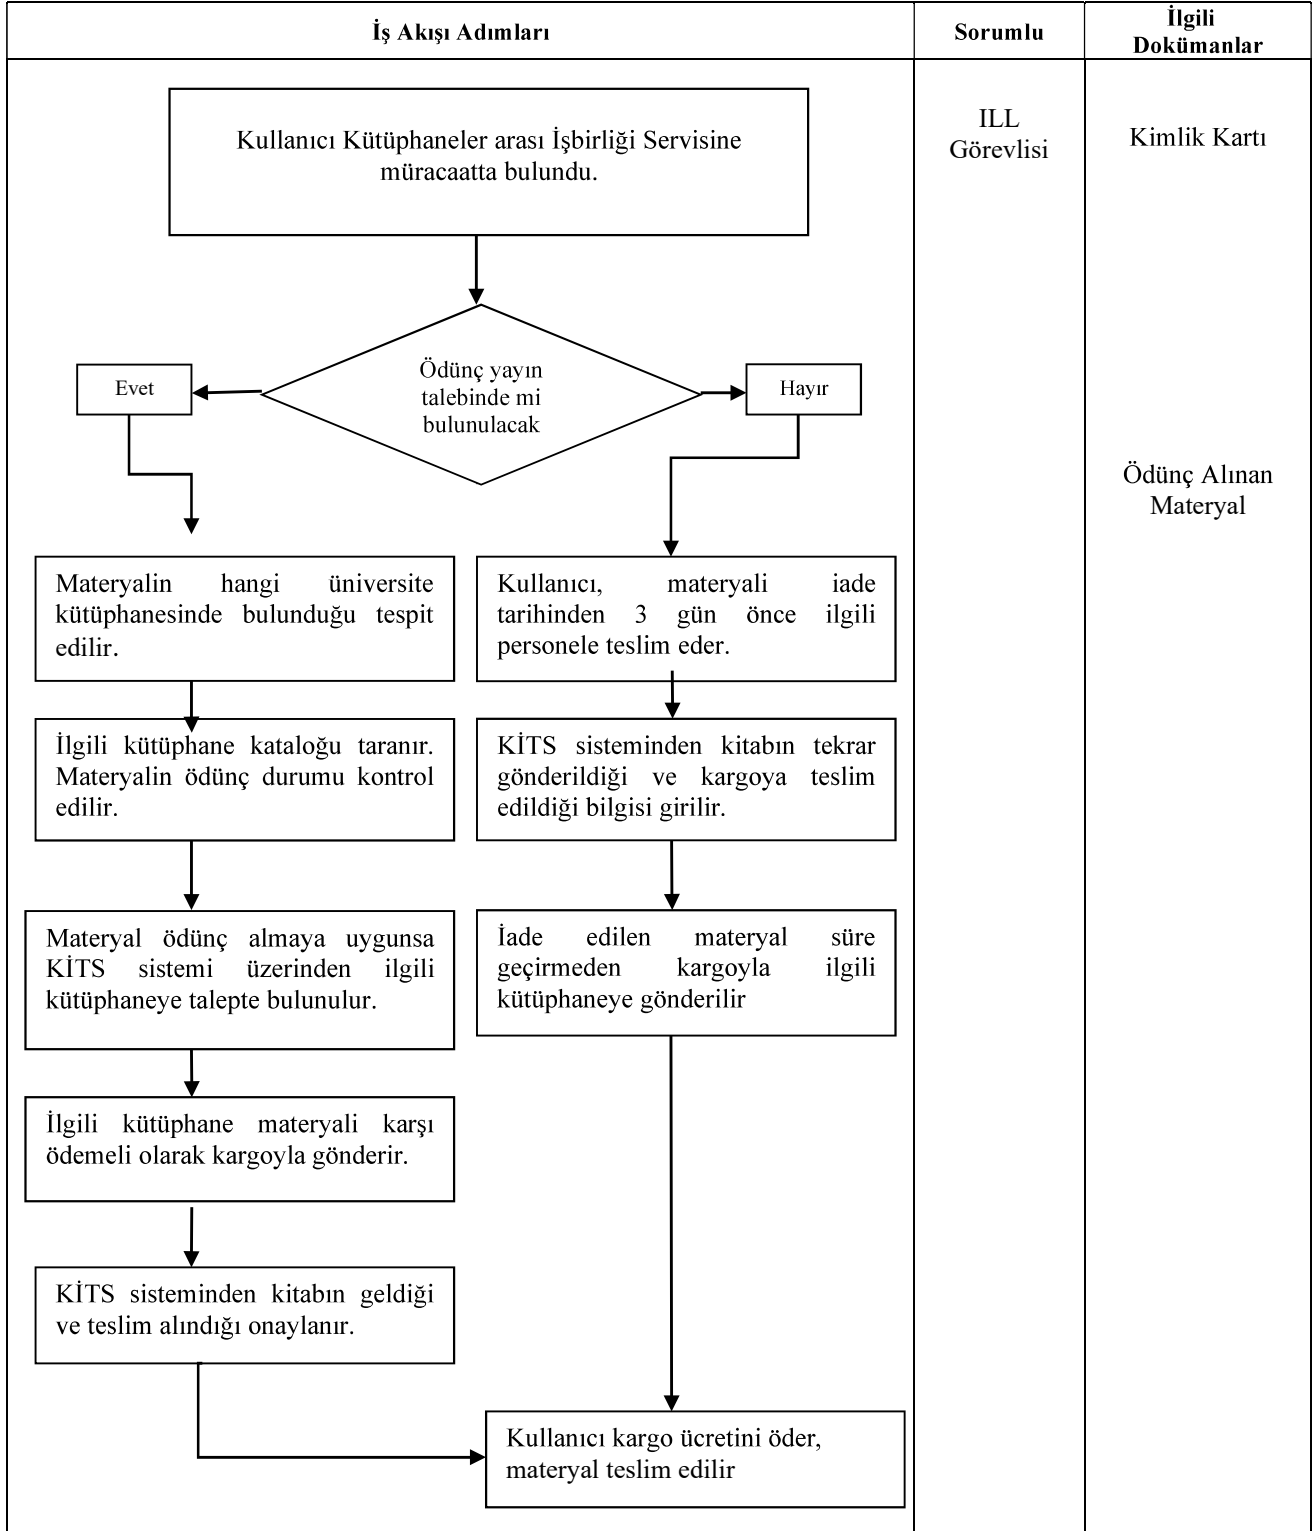 İş Akışı Adımları
Sorumlu
İlgili
Dokümanlar
Kullanıcı Kütüphaneler arası İşbirliği Servisine
müracaatta bulundu.
ILL
Görevlisi
Kimlik Kartı
Ödünç yayın
talebinde mi
bulunulacak
Evet
Hayır
Ödünç Alınan
Materyal
Materyalin hangi üniversite
kütüphanesinde bulunduğu tespit
edilir.
Kullanıcı, materyali iade
tarihinden 3 gün önce ilgili
personele teslim eder.
İlgili kütüphane kataloğu taranır.
Materyalin ödünç durumu kontrol
edilir.
KİTS sisteminden kitabın tekrar
gönderildiği ve kargoya teslim
edildiği bilgisi girilir.
Materyal ödünç almaya uygunsa
KİTS sistemi üzerinden ilgili
kütüphaneye talepte bulunulur.
İade edilen materyal süre
geçirmeden kargoyla ilgili
kütüphaneye gönderilir
İlgili kütüphane materyali karşı
ödemeli olarak kargoyla gönderir.
KİTS sisteminden kitabın geldiği
ve teslim alındığı onaylanır.
Kullanıcı kargo ücretini öder,
materyal teslim edilir